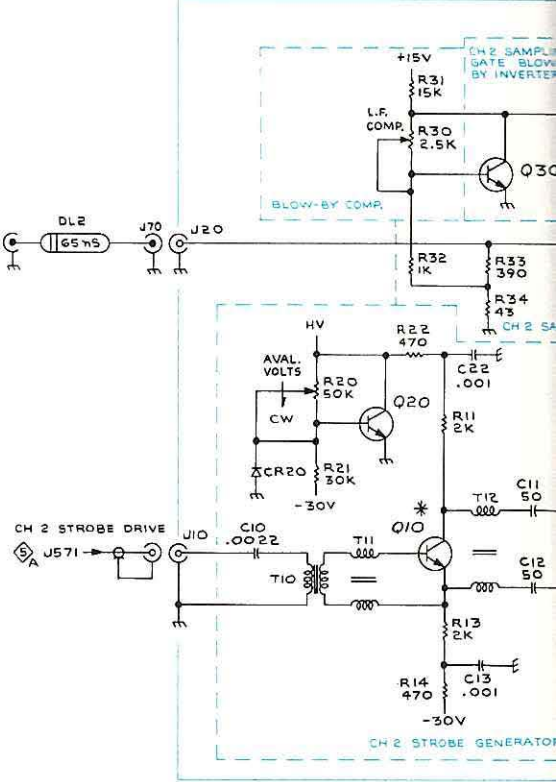 +15V
CH 2 SAMPLI
GATE BLOW
BY INVERTER
R31
15K
L.F.
COMP.
R30
2.5K
Q30
BLOW-BY COMP.
DL2
65 nS
J70
J20
R32
1K
R33
390
R34
43
CH 2 SA
HV
R22
470
C22
.001
AVAL.
VOLTS
R20
50K
CW
Q20
R11
2K
CR20
R21
30K
-30V
CH 2 STROBE DRIVE
5
A
J571
J10
C10
.0022
T10
T11
*
Q10
T12
C11
50
C12
50
R13
2K
R14
470
C13
.001
-30V
CH 2 STROBE GENERATOR